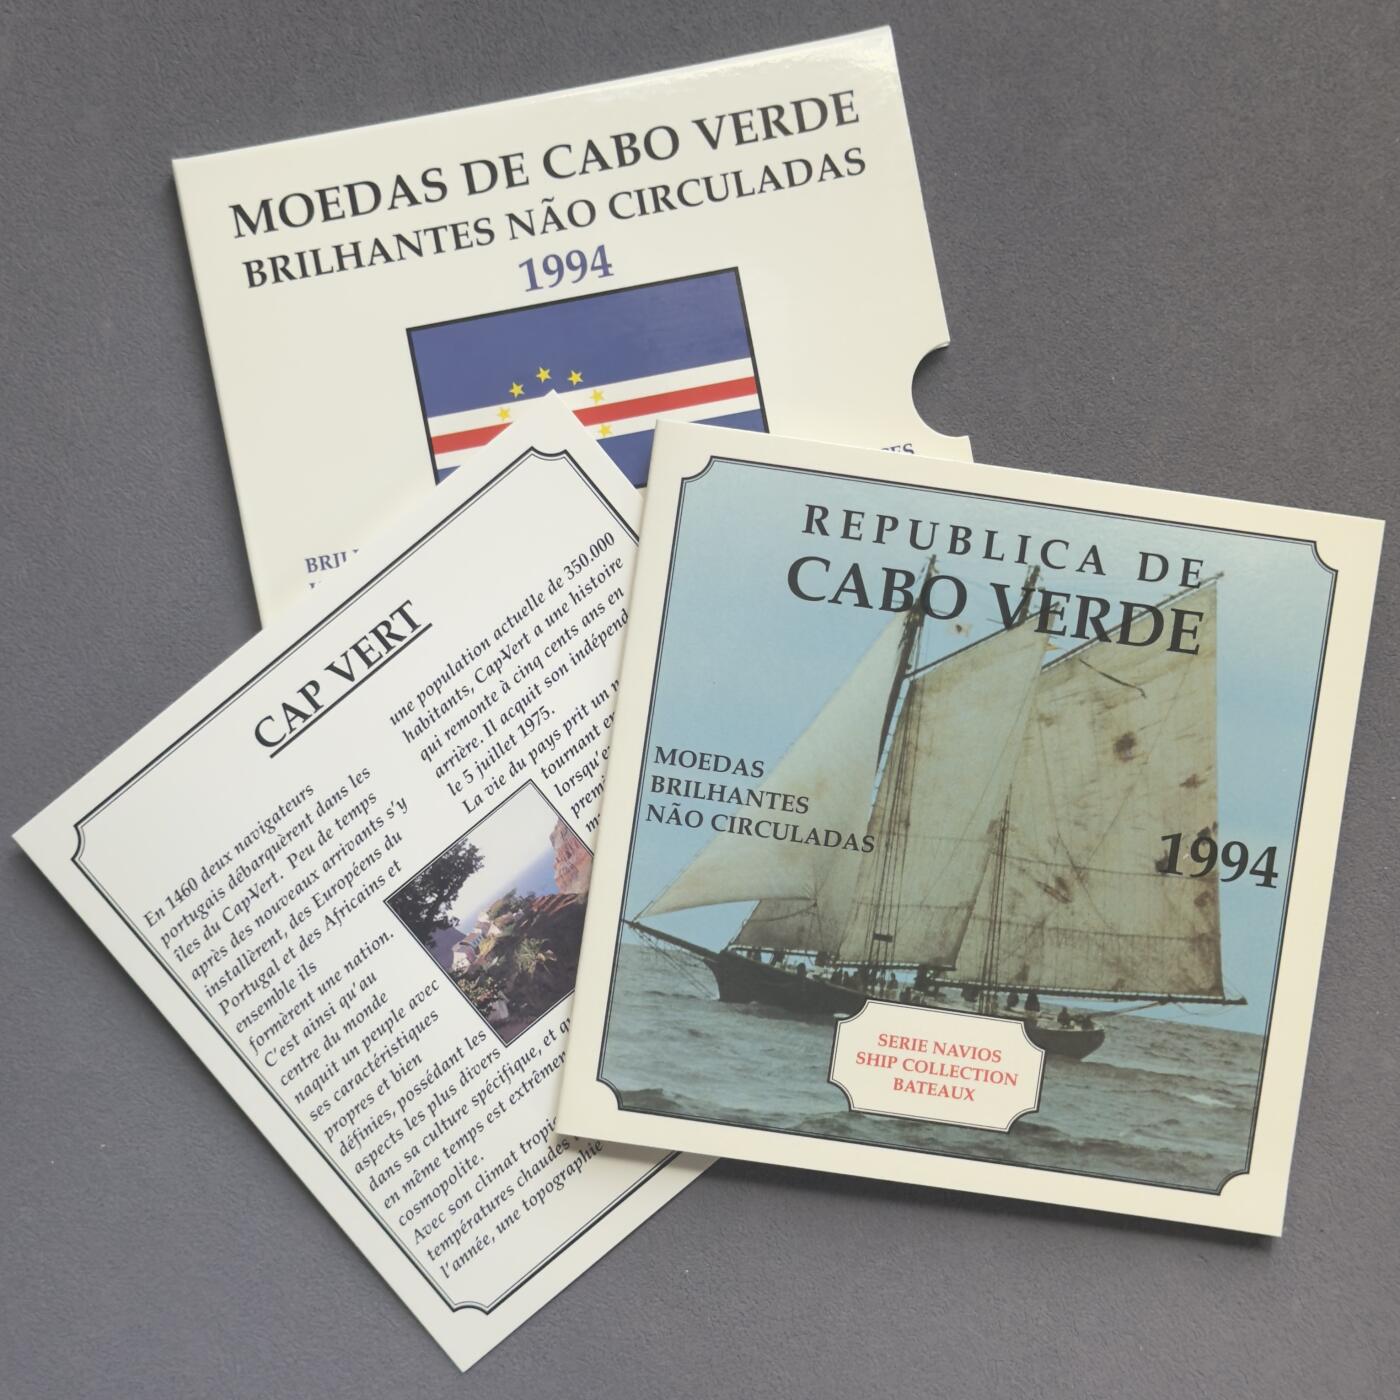 MOEDAS DE CABO VERDE
BRILHANTES NÃO CIRCULADAS
1994
CAP VERT
En 1460 deux navigateurs
portugais débarquèrent dans les
îles du Cap-Vert. Peu de temps
après des nouveaux arrivants s'y
installèrent, des Européens du
Portugal et des Africains et
ensemble ils
formèrent une nation.
C'est ainsi qu'au
centre du monde
naquit un peuple avec
ses caractéristiques
propres et bien
définies, possédant les
aspects les plus divers
dans sa culture spécifique, et
en même temps est
cosmopolite.
Avec son climat
températures chaudes
l'année, une topographie
une population actuelle de 350.000
habitants, Cap-Vert a une histoire
qui remonte à cinq cents ans en
arrière. Il acquit son
le 5 juillet 1975.
La vie du pays prit un
tournant
REPUBLICA DE
CABO VERDE
MOEDAS
BRILHANTES
NÃO CIRCULADAS
1994
SERIE NAVIOS
SHIP COLLECTION
BATEAUX